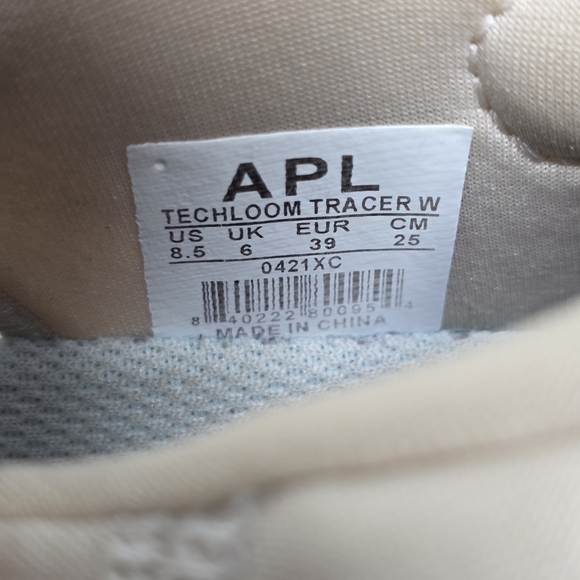 APL
TECHLOOM TRACER W
US UK EUR CM
8.5 6 39 25
0421XC
8 40222 80095 4
MADE IN CHINA